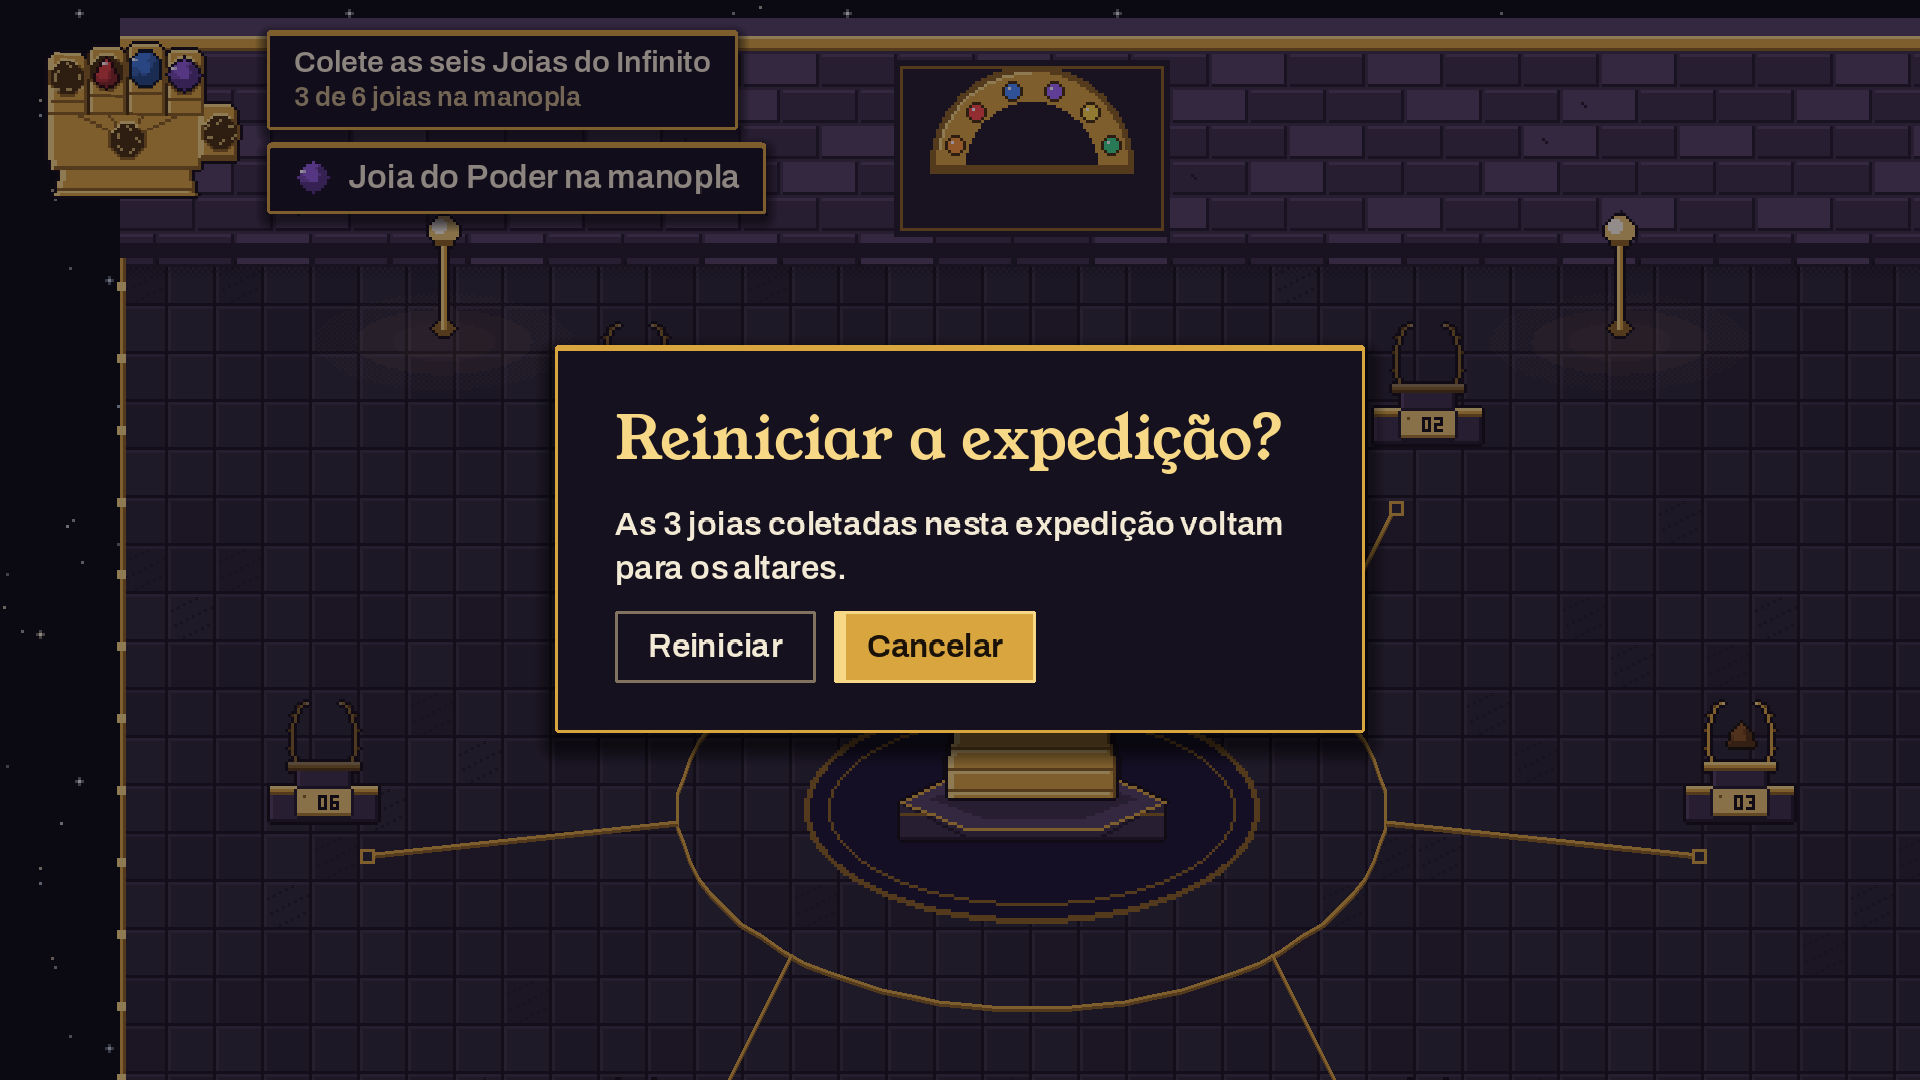 Colete as seis Joias do Infinito
3 de 6 joias na manopla
Joia do Poder na manopla
02
Reiniciar a expedição?
As 3 joias coletadas nesta expedição voltam
para os altares.
Reiniciar
Cancelar
06
03